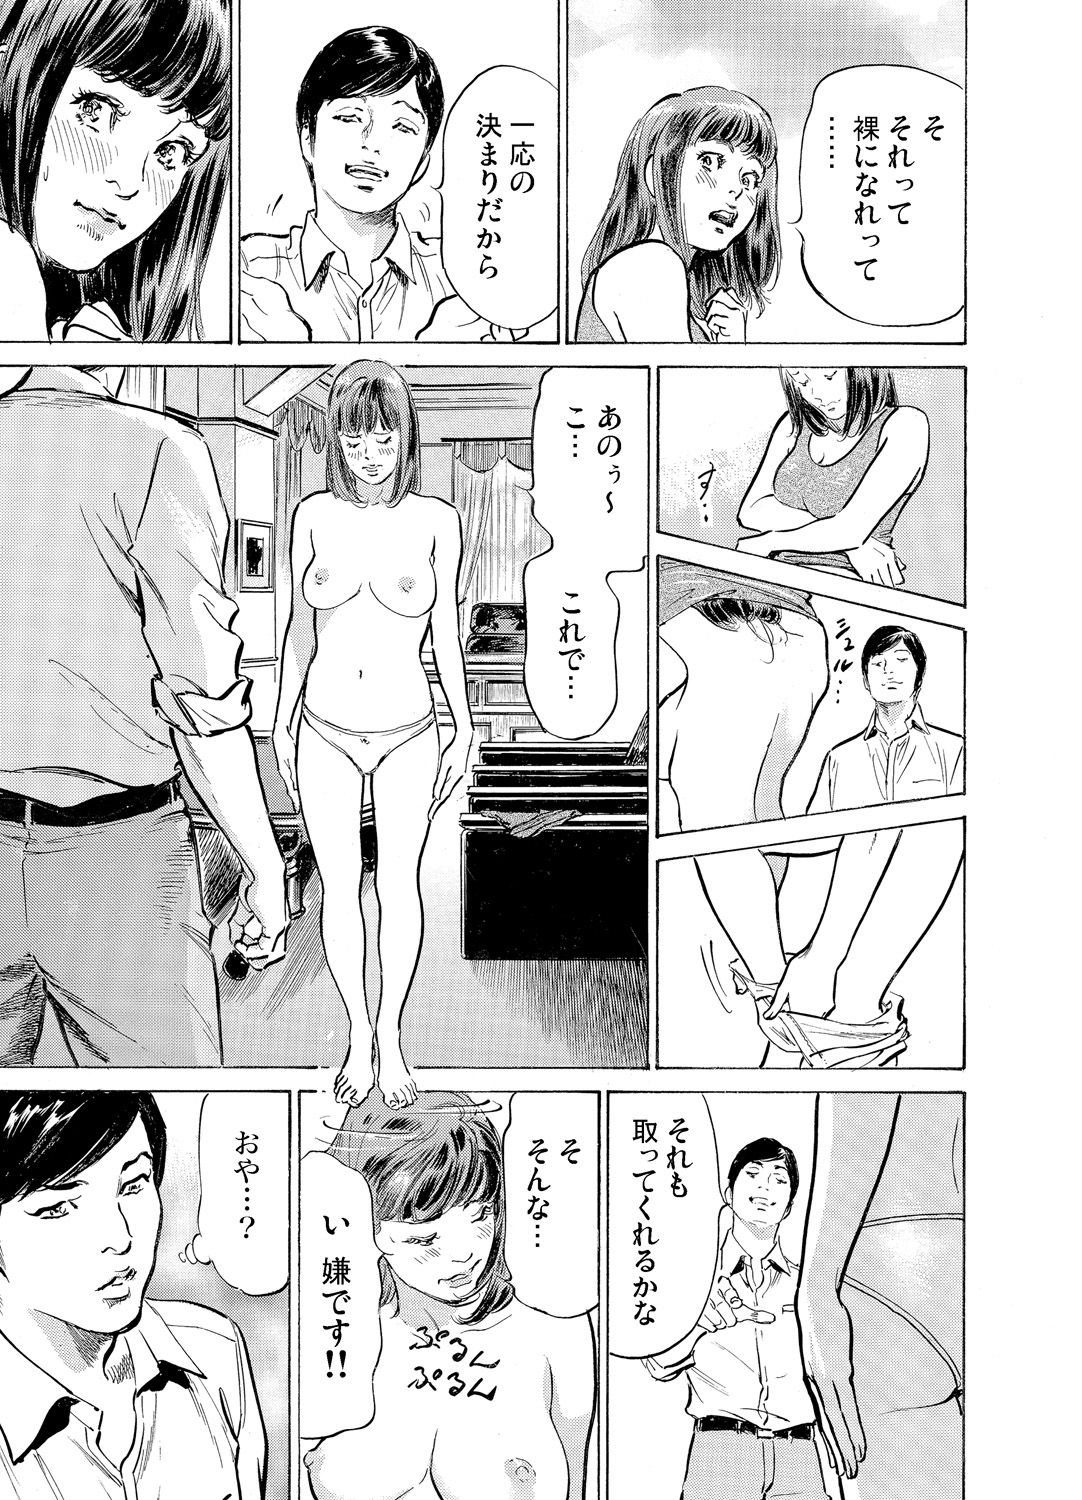 そ
それって
裸になれって
……
一応の
決まりだから
す…
シュル…
あのぅ～
こ…
これで…
それも
取ってくれるかな
そ
そんな…
い 嫌です!!
ぷるん
ぷるん
おや…？